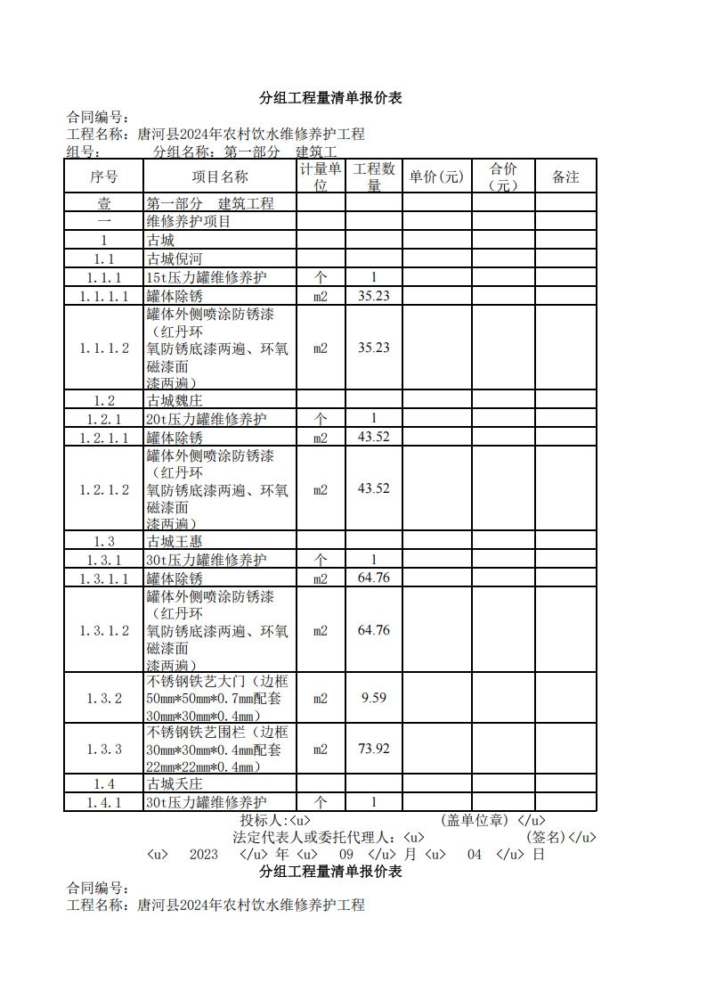 分组工程量清单报价表
合同编号：
工程名称：唐河县2024年农村饮水维修养护工程
组号： 分组名称：第一部分 建筑工
序号 项目名称 计量单位 工程数量 单价(元) 合价（元） 备注
壹 第一部分 建筑工程
一 维修养护项目
1 古城
1.1 古城倪河
1.1.1 15t压力罐维修养护 个 1
1.1.1.1 罐体除锈 m2 35.23
1.1.1.2 罐体外侧喷涂防锈漆
（红丹环
氧防锈底漆两遍、环氧
磁漆面
漆两遍） m2 35.23
1.2 古城魏庄
1.2.1 20t压力罐维修养护 个 1
1.2.1.1 罐体除锈 m2 43.52
1.2.1.2 罐体外侧喷涂防锈漆
（红丹环
氧防锈底漆两遍、环氧
磁漆面
漆两遍） m2 43.52
1.3 古城王惠
1.3.1 30t压力罐维修养护 个 1
1.3.1.1 罐体除锈 m2 64.76
1.3.1.2 罐体外侧喷涂防锈漆
（红丹环
氧防锈底漆两遍、环氧
磁漆面
漆两遍） m2 64.76
1.3.2 不锈钢铁艺大门（边框
50mm*50mm*0.7mm配套
30mm*30mm*0.4mm） m2 9.59
1.3.3 不锈钢铁艺围栏（边框
30mm*30mm*0.4mm配套
22mm*22mm*0.4mm） m2 73.92
1.4 古城夭庄
1.4.1 30t压力罐维修养护 个 1
投标人:<u> (盖单位章) </u>
法定代表人或委托代理人：<u> (签名)</u>
<u> 2023 </u> 年 <u> 09 </u> 月 <u> 04 </u> 日
分组工程量清单报价表
合同编号：
工程名称：唐河县2024年农村饮水维修养护工程